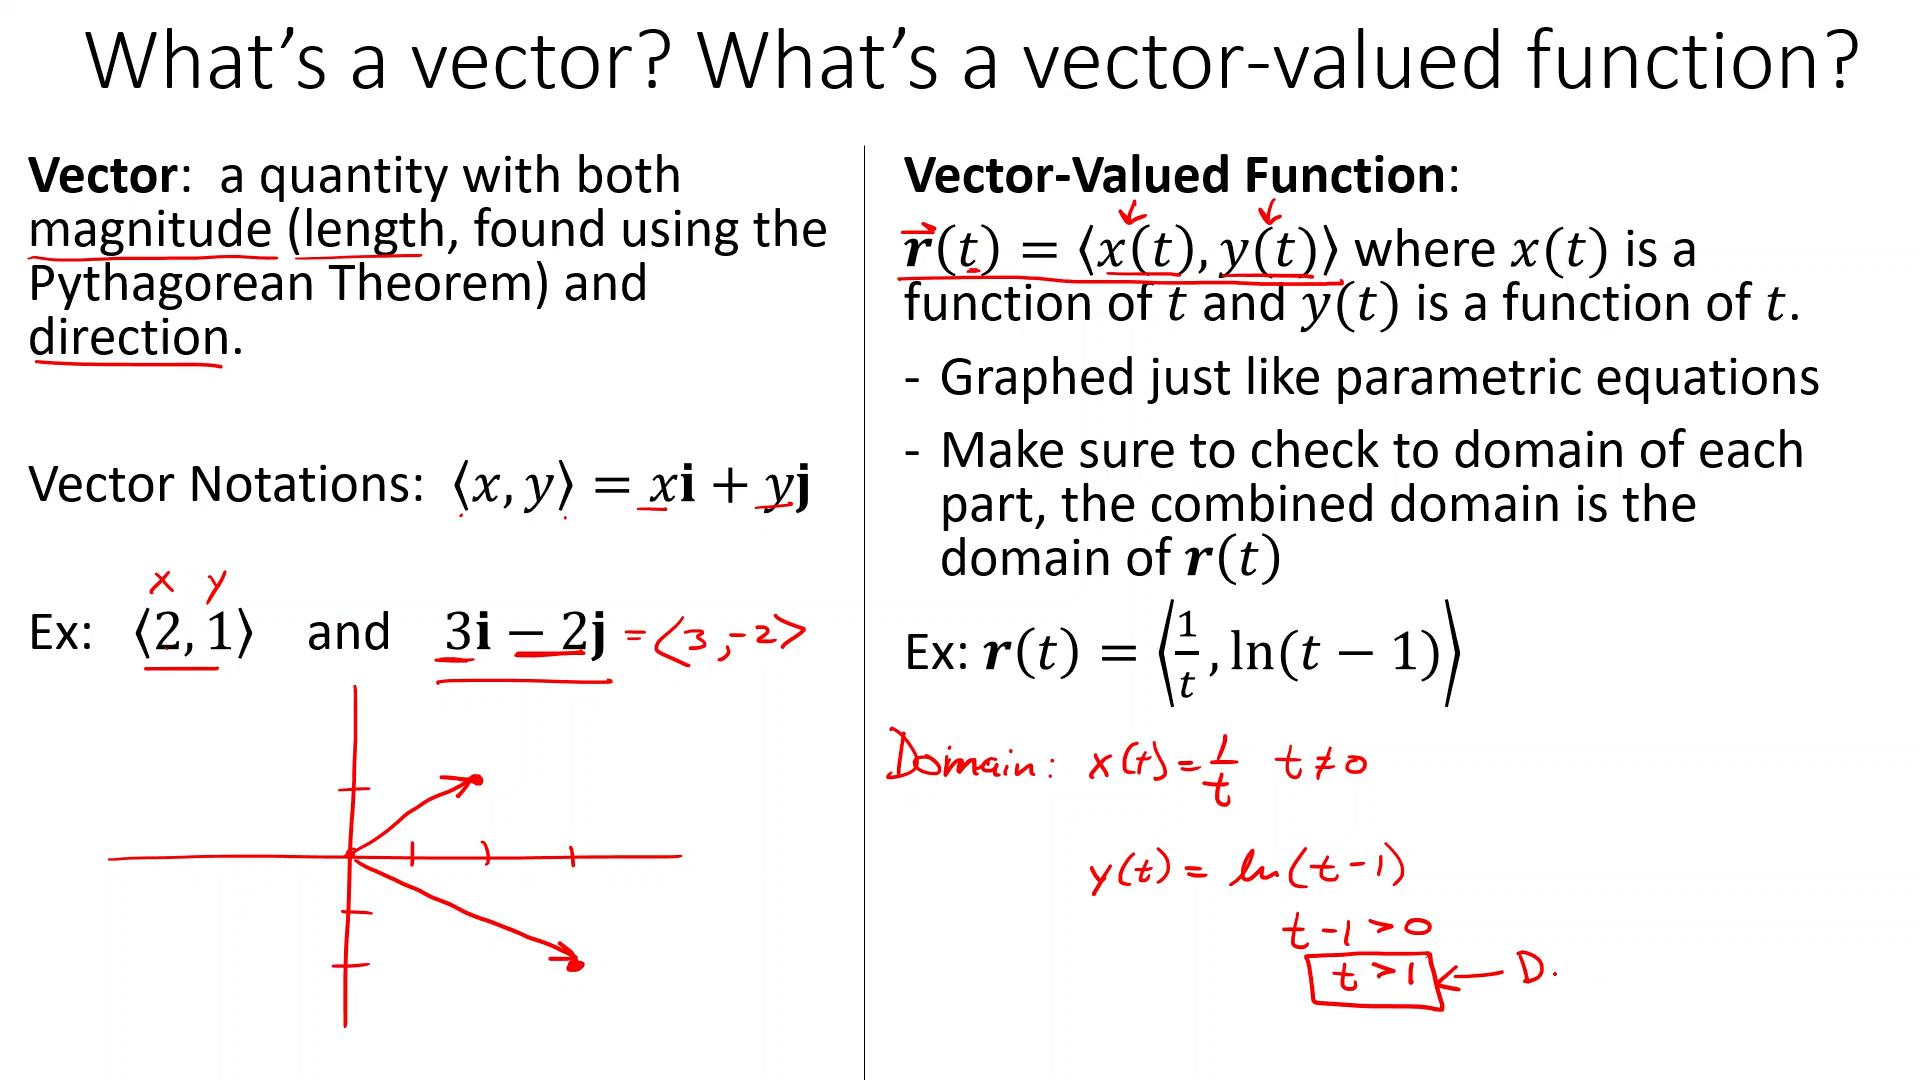 What's a vector? What's a vector-valued function?
Vector: a quantity with both
magnitude (length, found using the
Pythagorean Theorem) and
direction.
Vector Notations: ⟨x, y⟩ = xi + yj
x y
Ex: ⟨2, 1⟩ and 3i − 2j = ⟨3, -2⟩
Vector-Valued Function:
r(t) = ⟨x(t), y(t)⟩ where x(t) is a
function of t and y(t) is a function of t.
- Graphed just like parametric equations
- Make sure to check to domain of each
part, the combined domain is the
domain of r(t)
Ex: r(t) = ⟨1/t, ln(t − 1)⟩
Domain: x(t) = 1/t t ≠ 0
y(t) = ln(t-1)
t-1 > 0
t > 1 ← D.